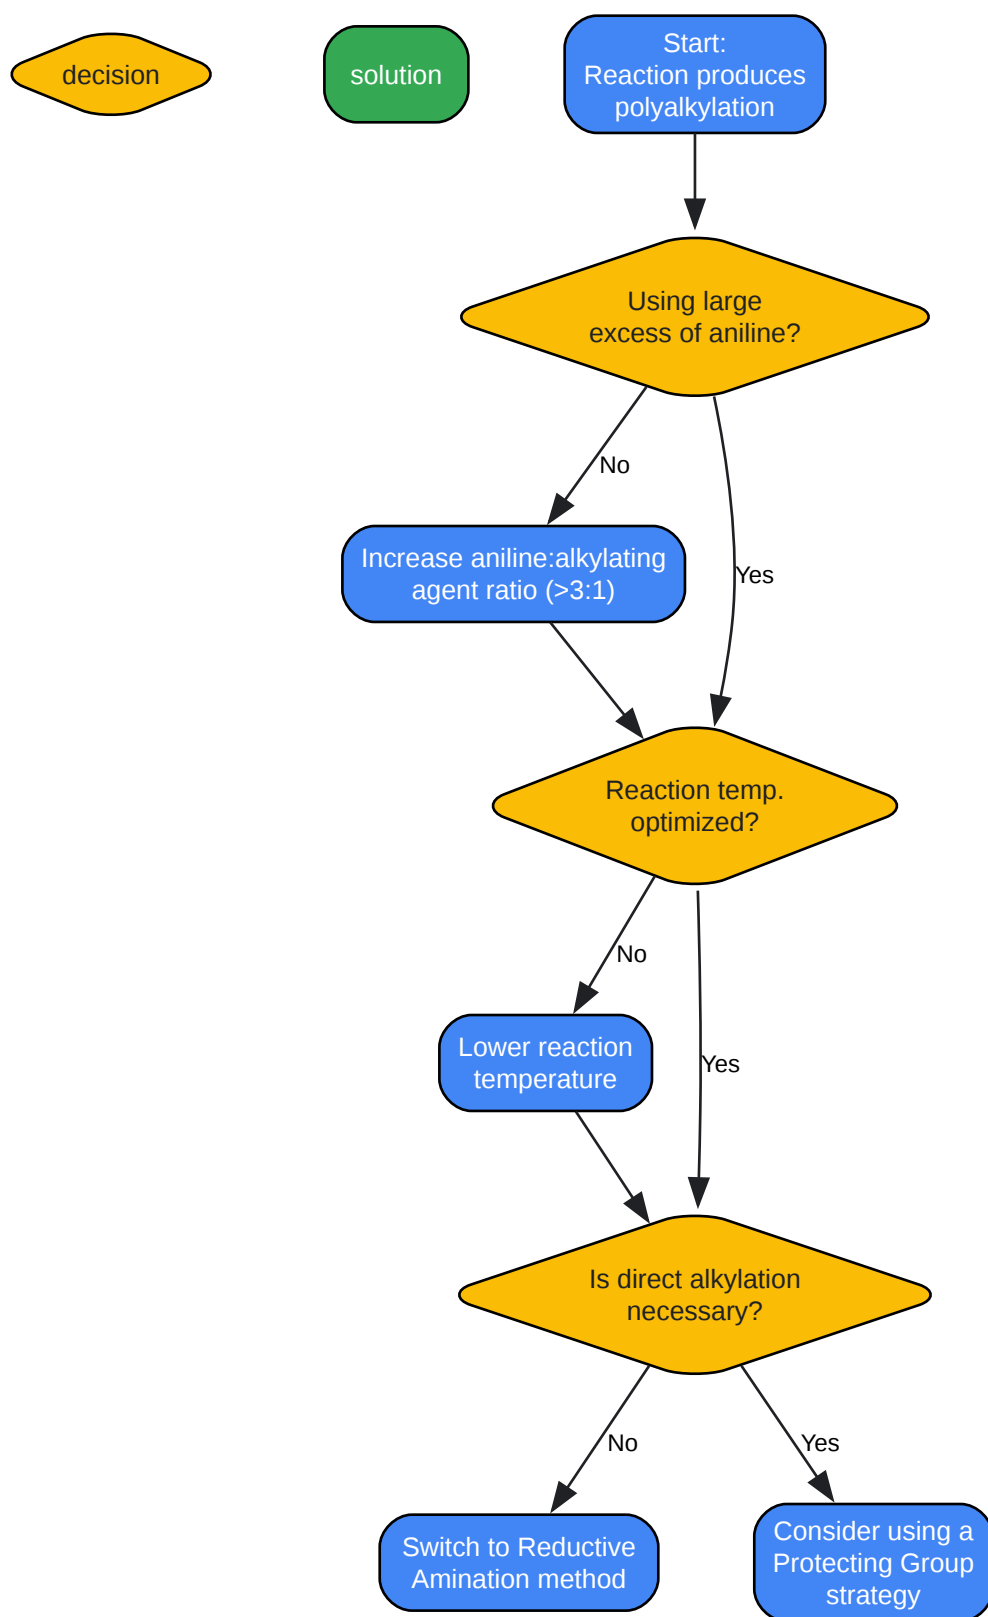 decision
solution
Start:
Reaction produces
polyalkylation
Using large
excess of aniline?
No
Increase aniline:alkylating
agent ratio (>3:1)
Yes
Reaction temp.
optimized?
No
Lower reaction
temperature
Yes
Is direct alkylation
necessary?
No
Yes
Switch to Reductive
Amination method
Consider using a
Protecting Group
strategy